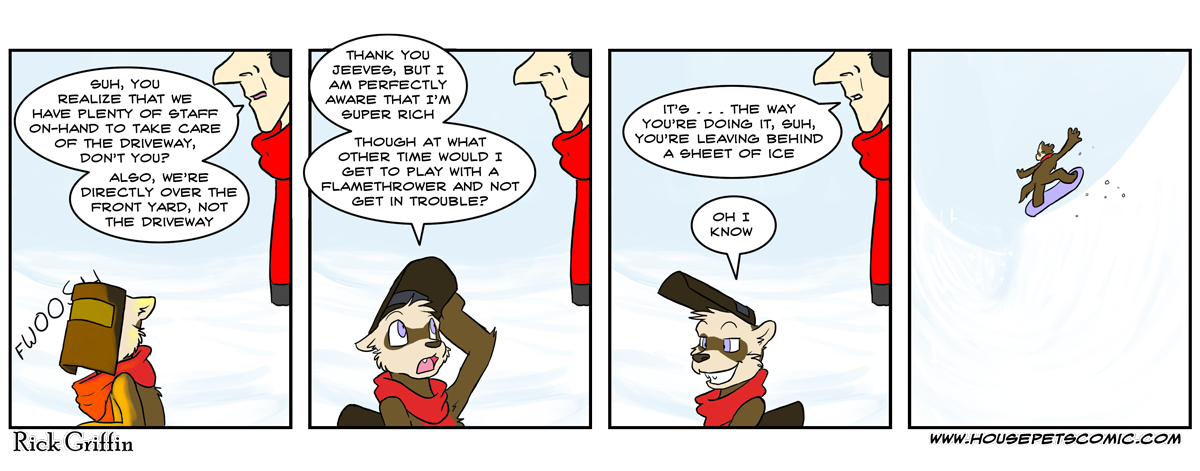 SUH, YOU
REALIZE THAT WE
HAVE PLENTY OF STAFF
ON-HAND TO TAKE CARE
OF THE DRIVEWAY,
DON'T YOU?
ALSO, WE'RE
DIRECTLY OVER THE
FRONT YARD, NOT
THE DRIVEWAY
FWOOSH
THANK YOU
JEEVES, BUT I
AM PERFECTLY
AWARE THAT I'M
SUPER RICH
THOUGH AT WHAT
OTHER TIME WOULD I
GET TO PLAY WITH A
FLAMETHROWER AND NOT
GET IN TROUBLE?
IT'S . . . THE WAY
YOU'RE DOING IT, SUH,
YOU'RE LEAVING BEHIND
A SHEET OF ICE
OH I
KNOW
Rick Griffin
WWW.HOUSEPETSCOMIC.COM